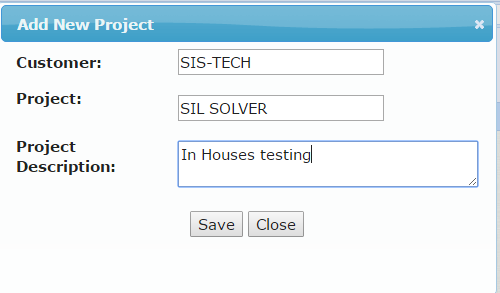 Add New Project
Customer: SIS-TECH
Project: SIL SOLVER
Project
Description:
In Houses testing
Save Close